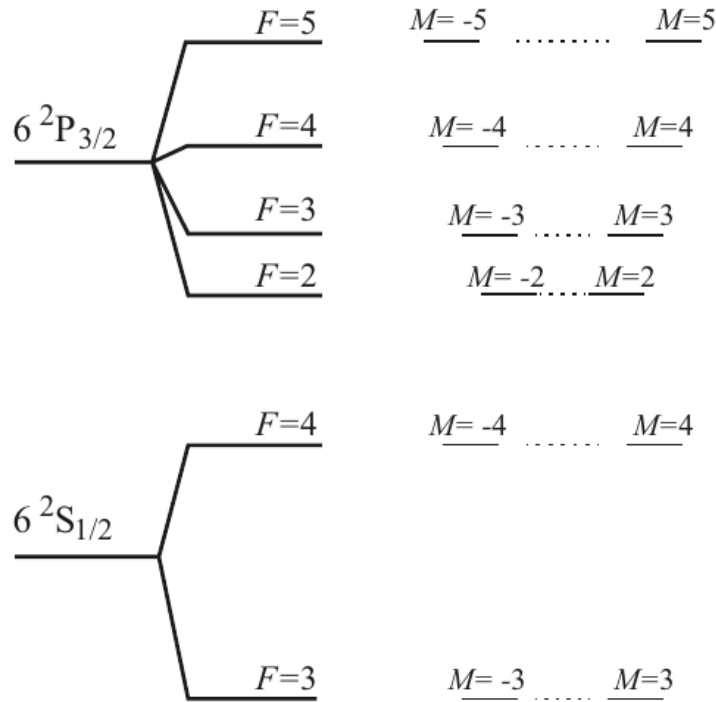 F=5 M= -5 M=5
6 ²P₃/₂ F=4 M= -4 M=4
F=3 M= -3 M=3
F=2 M= -2 M=2
F=4 M= -4 M=4
6 ²S₁/₂
F=3 M= -3 M=3